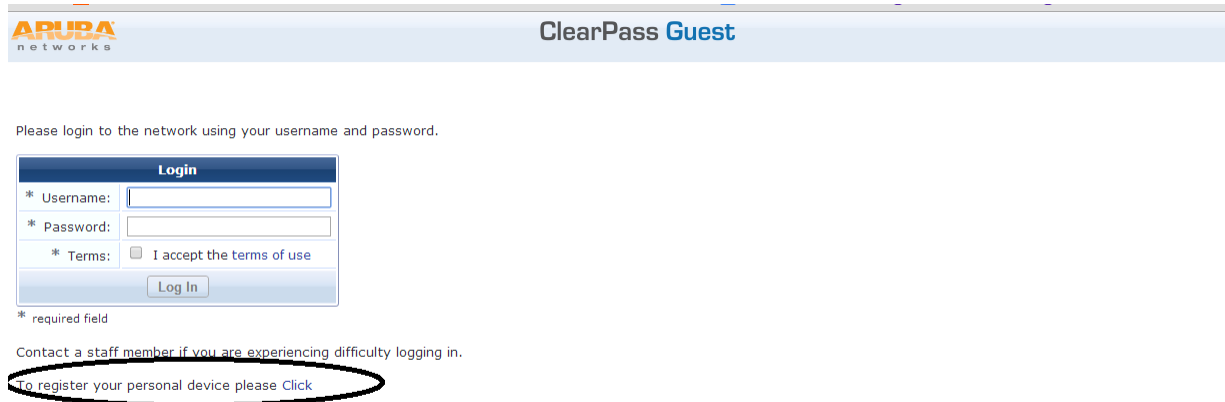 ARUBA
networks
ClearPass Guest
Please login to the network using your username and password.
Login
* Username:
* Password:
* Terms: I accept the terms of use
Log In
* required field
Contact a staff member if you are experiencing difficulty logging in.
To register your personal device please Click